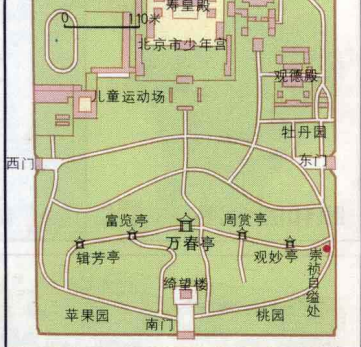 寿皇殿
0 110米
北京市少年宫
观德殿
儿童运动场
牡丹园
西门
东门
富览亭
周赏亭
万春亭
辑芳亭
观妙亭
崇祯自缢处
绮望楼
苹果园
南门
桃园